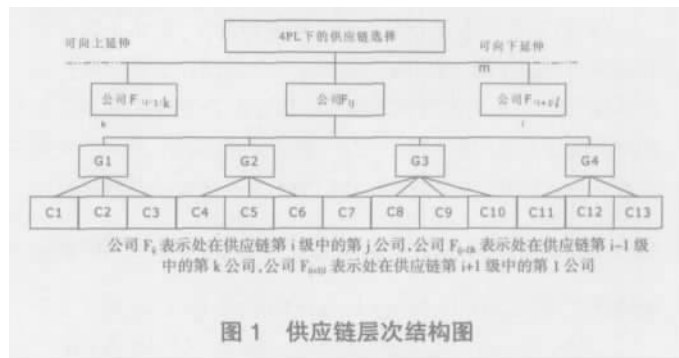 4PL下的供应链选择
可向上延伸
可向下延伸
m
公司F(i-1)k
公司Fij
公司F(i+1)l
k
i
G1 G2 G3 G4
C1 C2 C3 C4 C5 C6 C7 C8 C9 C10 C11 C12 C13
公司Fij表示处在供应链第i级中的第j公司,公司F(i-1)k表示处在供应链第i-1级
中的第k公司,公司F(i+1)l表示处在供应链第i+1级中的第l公司
图1 供应链层次结构图